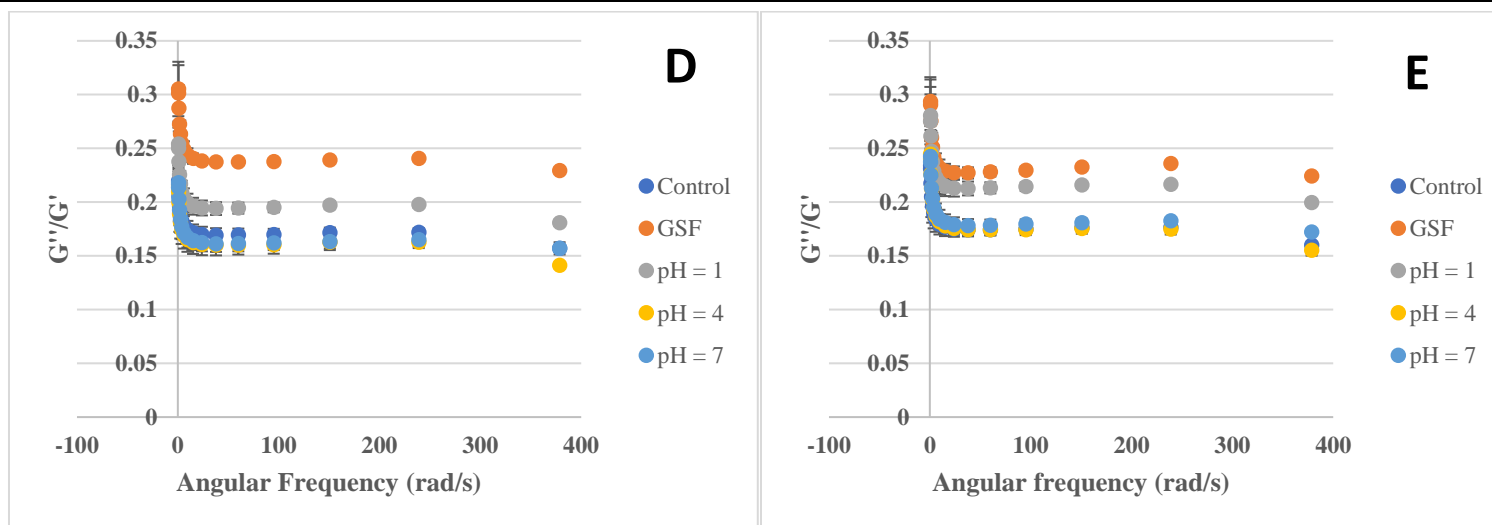 D
0.35
0.3
0.25
0.2
0.15
0.1
0.05
0
-100 0 100 200 300 400
G''/G'
Angular Frequency (rad/s)
Control
GSF
pH = 1
pH = 4
pH = 7
E
0.35
0.3
0.25
0.2
0.15
0.1
0.05
0
-100 0 100 200 300 400
G''/G'
Angular frequency (rad/s)
Control
GSF
pH = 1
pH = 4
pH = 7